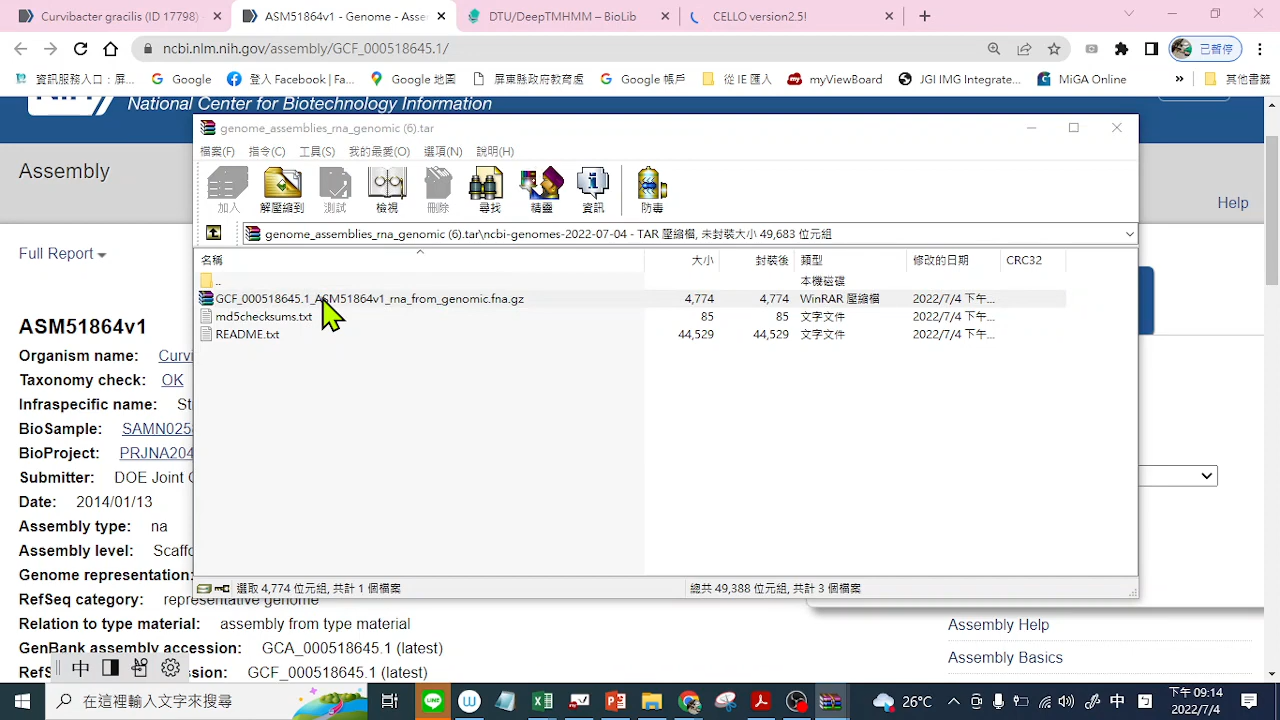 Curvibacter gracilis (ID 17798)
ASM51864v1 - Genome - Asse
DTU/DeepTMHMM – BioLib
CELLO version2.5!
ncbi.nlm.nih.gov/assembly/GCF_000518645.1/
已暫停
資訊服務入口：屏...
Google
登入 Facebook | Fa...
Google 地圖
屏東縣政府教育處
Google 帳戶
從 IE 匯入
myViewBoard
JGI IMG Integrate...
MiGA Online
»
其他書籤
NIH
National Center for Biotechnology Information
Assembly
Help
genome_assemblies_rna_genomic (6).tar
檔案(F) 指令(C) 工具(S) 我的最愛(O) 選項(N) 說明(H)
加入 解壓縮到 測試 檢視 刪除 尋找 精靈 資訊 防毒
genome_assemblies_rna_genomic (6).tar\ncbi-genomes-2022-07-04 - TAR 壓縮檔, 未封裝大小 49,683 位元組
名稱 大小 封裝後 類型 修改的日期 CRC32
.. 本機磁碟
GCF_000518645.1_ASM51864v1_rna_from_genomic.fna.gz 4,774 4,774 WinRAR 壓縮檔 2022/7/4 下午...
md5checksums.txt 85 85 文字文件 2022/7/4 下午...
README.txt 44,529 44,529 文字文件 2022/7/4 下午...
選取 4,774 位元組, 共計 1 個檔案
總共 49,388 位元組, 共計 3 個檔案
Full Report
ASM51864v1
Organism name: Curvi
Taxonomy check: OK
Infraspecific name: St
BioSample: SAMN025
BioProject: PRJNA204
Submitter: DOE Joint
Date: 2014/01/13
Assembly type: na
Assembly level: Scaffo
Genome representation:
RefSeq category: representative genome
Relation to type material: assembly from type material
GenBank assembly accession: GCA_000518645.1 (latest)
RefS ssion: GCF_000518645.1 (latest)
Assembly Help
Assembly Basics
中
在這裡輸入文字來搜尋
26°C
中
下午 09:14
2022/7/4